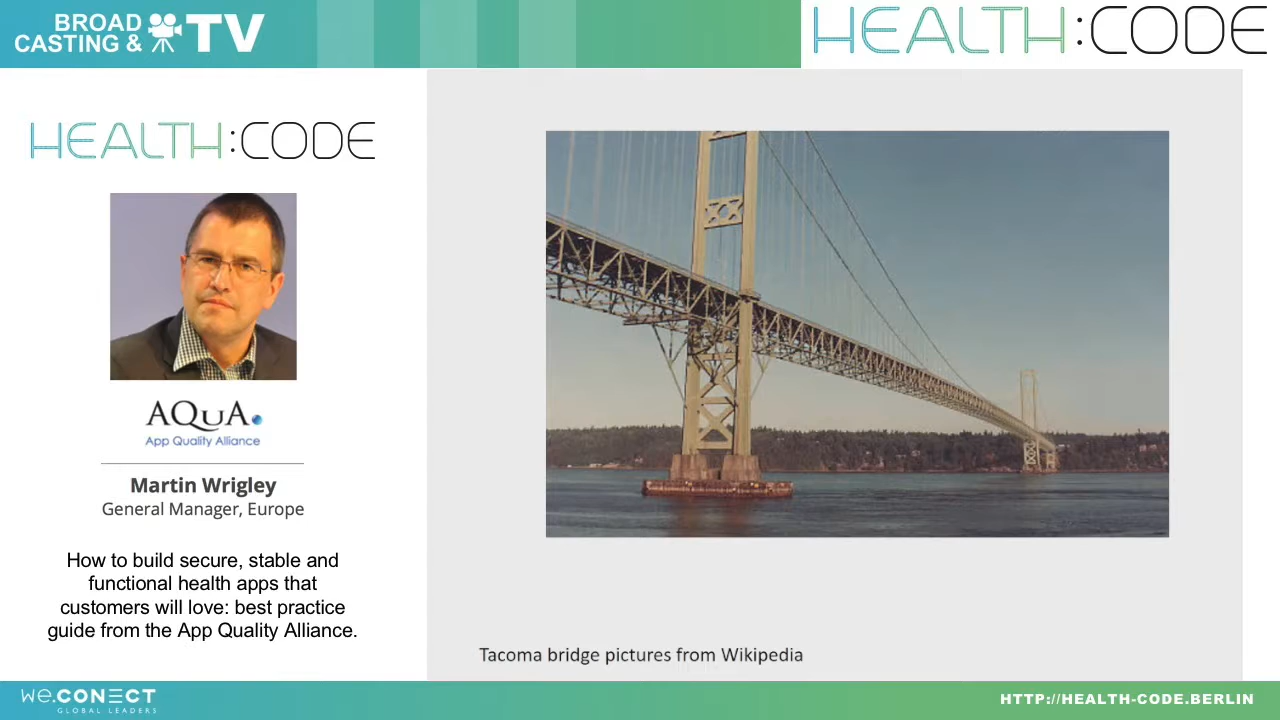 BROAD
CASTING & TV
HEALTH:CODE
HEALTH:CODE
AQuA
App Quality Alliance
Martin Wrigley
General Manager, Europe
How to build secure, stable and
functional health apps that
customers will love: best practice
guide from the App Quality Alliance.
Tacoma bridge pictures from Wikipedia
we.CONECT
GLOBAL LEADERS
HTTP://HEALTH-CODE.BERLIN